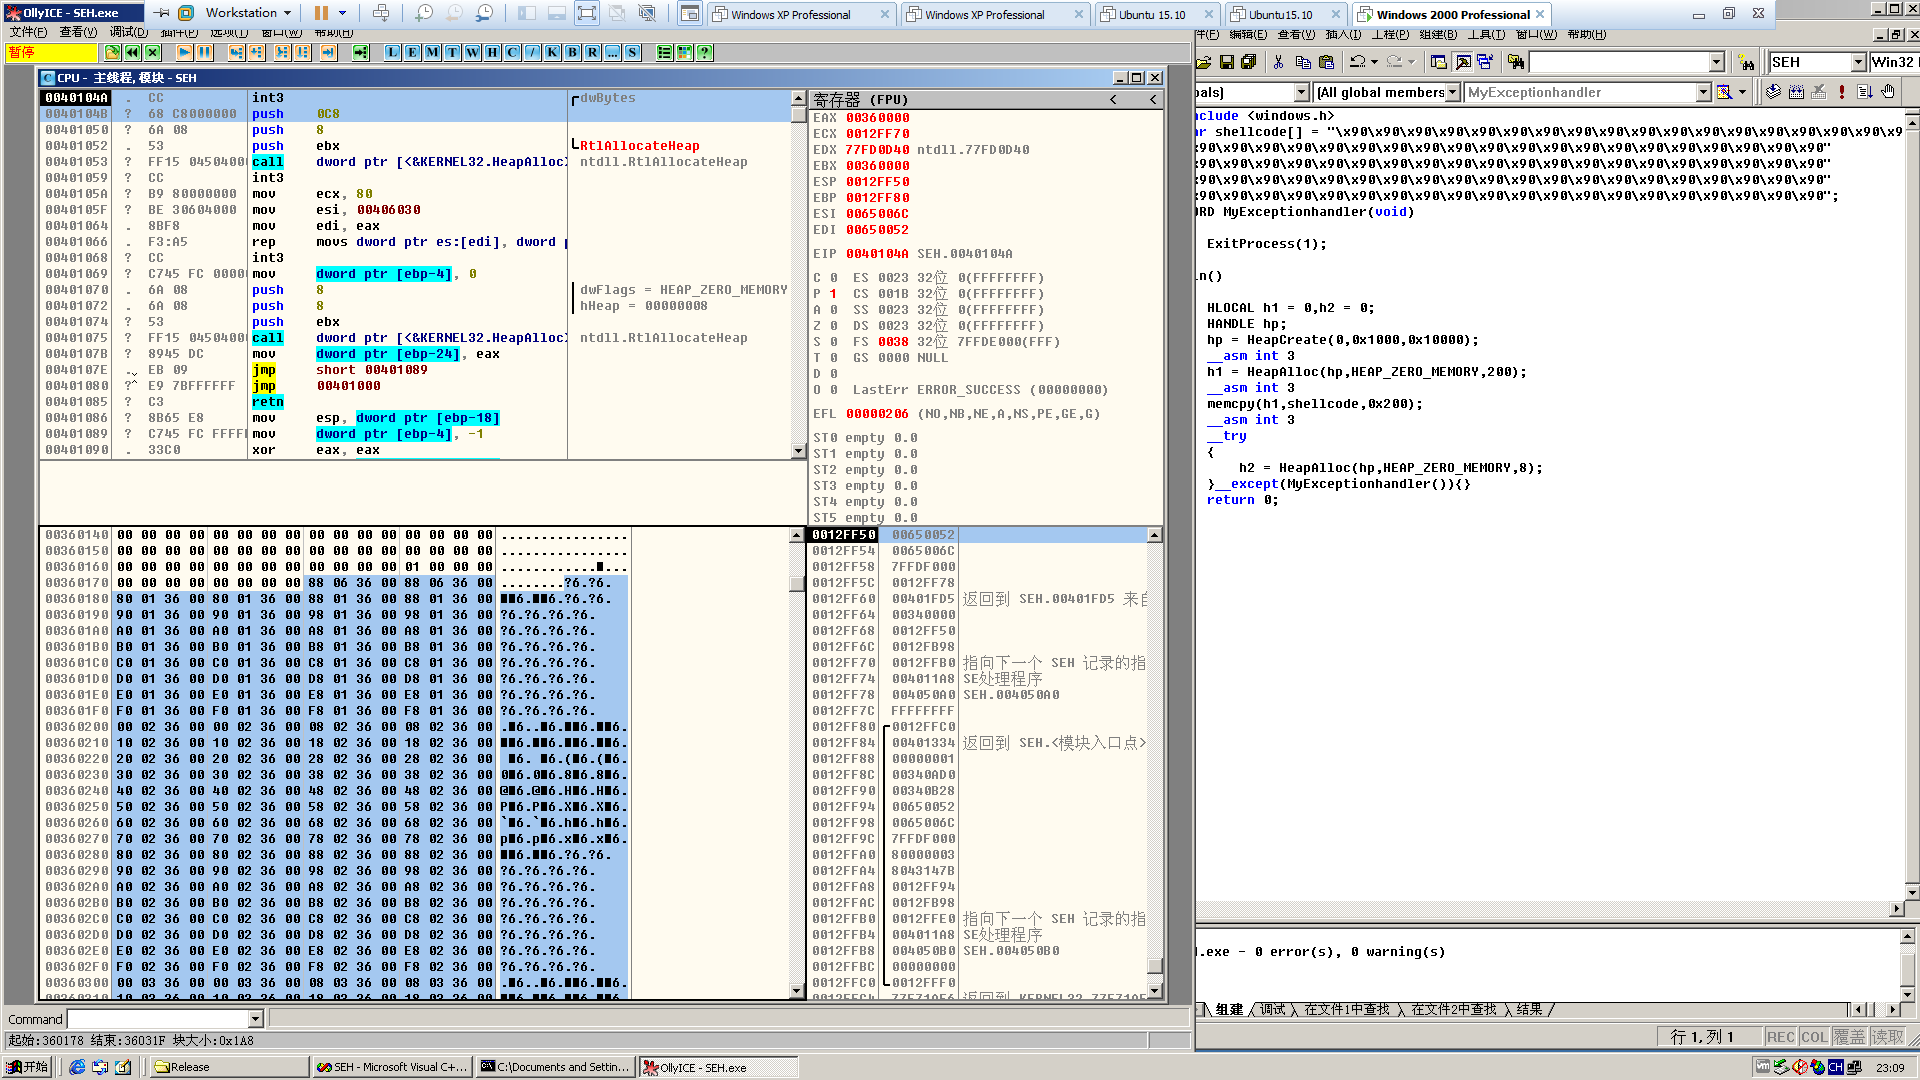 OllyICE - SEH.exe
Workstation
Windows XP Professional
Windows XP Professional
Ubuntu 15.10
Ubuntu15.10
Windows 2000 Professional
文件(F) 查看(V) 调试(D) 插件(P) 选项(T) 窗口(W) 帮助(H)
件(F) 编辑(E) 查看(V) 插入(I) 工程(P) 组建(B) 工具(I) 窗口(W) 帮助(H)
暂停
L E M T W H C / K B R ... S
SEH
Win32
CPU - 主线程, 模块 - SEH
bals)
(All global members
MyExceptionhandler
0040104A . CC int3 dwBytes
0040104B ? 68 C8000000 push 0C8
00401050 ? 6A 08 push 8
00401052 . 53 push ebx RtlAllocateHeap
00401053 ? FF15 04504000 call dword ptr [<&KERNEL32.HeapAlloc> ntdll.RtlAllocateHeap
00401059 ? CC int3
0040105A ? B9 80000000 mov ecx, 80
0040105F ? BE 30604000 mov esi, 00406030
00401064 . 8BF8 mov edi, eax
00401066 . F3:A5 rep movs dword ptr es:[edi], dword p
00401068 ? CC int3
00401069 ? C745 FC 00000 mov dword ptr [ebp-4], 0
00401070 . 6A 08 push 8 dwFlags = HEAP_ZERO_MEMORY
00401072 . 6A 08 push 8 hHeap = 00000008
00401074 ? 53 push ebx
00401075 ? FF15 04504000 call dword ptr [<&KERNEL32.HeapAlloc> ntdll.RtlAllocateHeap
0040107B ? 8945 DC mov dword ptr [ebp-24], eax
0040107E . EB 09 jmp short 00401089
00401080 ? E9 7BFFFFFF jmp 00401000
00401085 ? C3 retn
00401086 ? 8B65 E8 mov esp, dword ptr [ebp-18]
00401089 ? C745 FC FFFFF mov dword ptr [ebp-4], -1
00401090 . 33C0 xor eax, eax
寄存器 (FPU)
EAX 00360000
ECX 0012FF70
EDX 77FD0D40 ntdll.77FD0D40
EBX 00360000
ESP 0012FF50
EBP 0012FF80
ESI 0065006C
EDI 00650052
EIP 0040104A SEH.0040104A
C 0 ES 0023 32位 0(FFFFFFFF)
P 1 CS 001B 32位 0(FFFFFFFF)
A 0 SS 0023 32位 0(FFFFFFFF)
Z 0 DS 0023 32位 0(FFFFFFFF)
S 0 FS 0038 32位 7FFDE000(FFF)
T 0 GS 0000 NULL
D 0
O 0 LastErr ERROR_SUCCESS (00000000)
EFL 00000206 (NO,NB,NE,A,NS,PE,GE,G)
ST0 empty 0.0
ST1 empty 0.0
ST2 empty 0.0
ST3 empty 0.0
ST4 empty 0.0
ST5 empty 0.0
clude <windows.h>
ar shellcode[] = "\x90\x90\x90\x90\x90\x90\x90\x90\x90\x90\x90\x90\x90\x90\x90\x90\x90\x9
x90\x90\x90\x90\x90\x90\x90\x90\x90\x90\x90\x90\x90\x90\x90\x90\x90\x90\x90\x90"
x90\x90\x90\x90\x90\x90\x90\x90\x90\x90\x90\x90\x90\x90\x90\x90\x90\x90\x90\x90"
x90\x90\x90\x90\x90\x90\x90\x90\x90\x90\x90\x90\x90\x90\x90\x90\x90\x90\x90\x90"
x90\x90\x90\x90\x90\x90\x90\x90\x90\x90\x90\x90\x90\x90\x90\x90\x90\x90\x90\x90";
RD MyExceptionhandler(void)
ExitProcess(1);
n()
HLOCAL h1 = 0,h2 = 0;
HANDLE hp;
hp = HeapCreate(0,0x1000,0x10000);
__asm int 3
h1 = HeapAlloc(hp,HEAP_ZERO_MEMORY,200);
__asm int 3
memcpy(h1,shellcode,0x200);
__asm int 3
__try
{
h2 = HeapAlloc(hp,HEAP_ZERO_MEMORY,8);
}__except(MyExceptionhandler()){}
return 0;
00360140 00 00 00 00 00 00 00 00 00 00 00 00 00 00 00 00 ................
00360150 00 00 00 00 00 00 00 00 00 00 00 00 00 00 00 00 ................
00360160 00 00 00 00 00 00 00 00 00 00 00 00 01 00 00 00
00360170 00 00 00 00 00 00 00 00 88 06 36 00 88 06 36 00 ........?6.?6.
00360180 80 01 36 00 80 01 36 00 88 01 36 00 88 01 36 00
00360190 90 01 36 00 90 01 36 00 98 01 36 00 98 01 36 00 ?6.?6.?6.?6.
003601A0 A0 01 36 00 A0 01 36 00 A8 01 36 00 A8 01 36 00 ?6.?6.?6.?6.
003601B0 B0 01 36 00 B0 01 36 00 B8 01 36 00 B8 01 36 00 ?6.?6.?6.?6.
003601C0 C0 01 36 00 C0 01 36 00 C8 01 36 00 C8 01 36 00 ?6.?6.?6.?6.
003601D0 D0 01 36 00 D0 01 36 00 D8 01 36 00 D8 01 36 00 ?6.?6.?6.?6.
003601E0 E0 01 36 00 E0 01 36 00 E8 01 36 00 E8 01 36 00 ?6.?6.?6.?6.
003601F0 F0 01 36 00 F0 01 36 00 F8 01 36 00 F8 01 36 00 ?6.?6.?6.?6.
00360200 00 02 36 00 00 02 36 00 08 02 36 00 08 02 36 00
00360210 10 02 36 00 10 02 36 00 18 02 36 00 18 02 36 00
00360220 20 02 36 00 20 02 36 00 28 02 36 00 28 02 36 00
00360230 30 02 36 00 30 02 36 00 38 02 36 00 38 02 36 00
00360240 40 02 36 00 40 02 36 00 48 02 36 00 48 02 36 00
00360250 50 02 36 00 50 02 36 00 58 02 36 00 58 02 36 00
00360260 60 02 36 00 60 02 36 00 68 02 36 00 68 02 36 00
00360270 70 02 36 00 70 02 36 00 78 02 36 00 78 02 36 00
00360280 80 02 36 00 80 02 36 00 88 02 36 00 88 02 36 00
00360290 90 02 36 00 90 02 36 00 98 02 36 00 98 02 36 00 ?6.?6.?6.?6.
003602A0 A0 02 36 00 A0 02 36 00 A8 02 36 00 A8 02 36 00 ?6.?6.?6.?6.
003602B0 B0 02 36 00 B0 02 36 00 B8 02 36 00 B8 02 36 00 ?6.?6.?6.?6.
003602C0 C0 02 36 00 C0 02 36 00 C8 02 36 00 C8 02 36 00 ?6.?6.?6.?6.
003602D0 D0 02 36 00 D0 02 36 00 D8 02 36 00 D8 02 36 00 ?6.?6.?6.?6.
003602E0 E0 02 36 00 E0 02 36 00 E8 02 36 00 E8 02 36 00 ?6.?6.?6.?6.
003602F0 F0 02 36 00 F0 02 36 00 F8 02 36 00 F8 02 36 00 ?6.?6.?6.?6.
00360300 00 03 36 00 00 03 36 00 08 03 36 00 08 03 36 00
0012FF50 00650052
0012FF54 0065006C
0012FF58 7FFDF000
0012FF5C 0012FF78
0012FF60 00401FD5 返回到 SEH.00401FD5 来自
0012FF64 00340000
0012FF68 0012FF50
0012FF6C 0012FB98
0012FF70 0012FFB0 指向下一个 SEH 记录的指
0012FF74 004011A8 SE处理程序
0012FF78 004050A0 SEH.004050A0
0012FF7C FFFFFFFF
0012FF80 0012FFC0
0012FF84 00401334 返回到 SEH.<模块入口点>
0012FF88 00000001
0012FF8C 00340AD0
0012FF90 00340B28
0012FF94 00650052
0012FF98 0065006C
0012FF9C 7FFDF000
0012FFA0 80000003
0012FFA4 8043147B
0012FFA8 0012FF94
0012FFAC 0012FB98
0012FFB0 0012FFE0 指向下一个 SEH 记录的指
0012FFB4 004011A8 SE处理程序
0012FFB8 004050B0 SEH.004050B0
0012FFBC 00000000
0012FFC0 0012FFF0
.exe - 0 error(s), 0 warning(s)
组建 调试 在文件1中查找 在文件2中查找 结果
Command
起始:360178 结束:36031F 块大小:0x1A8
行 1, 列 1
REC COL 覆盖 读取
开始
Release
SEH - Microsoft Visual C+...
C:\Documents and Settin...
OllyICE - SEH.exe
CH
23:09